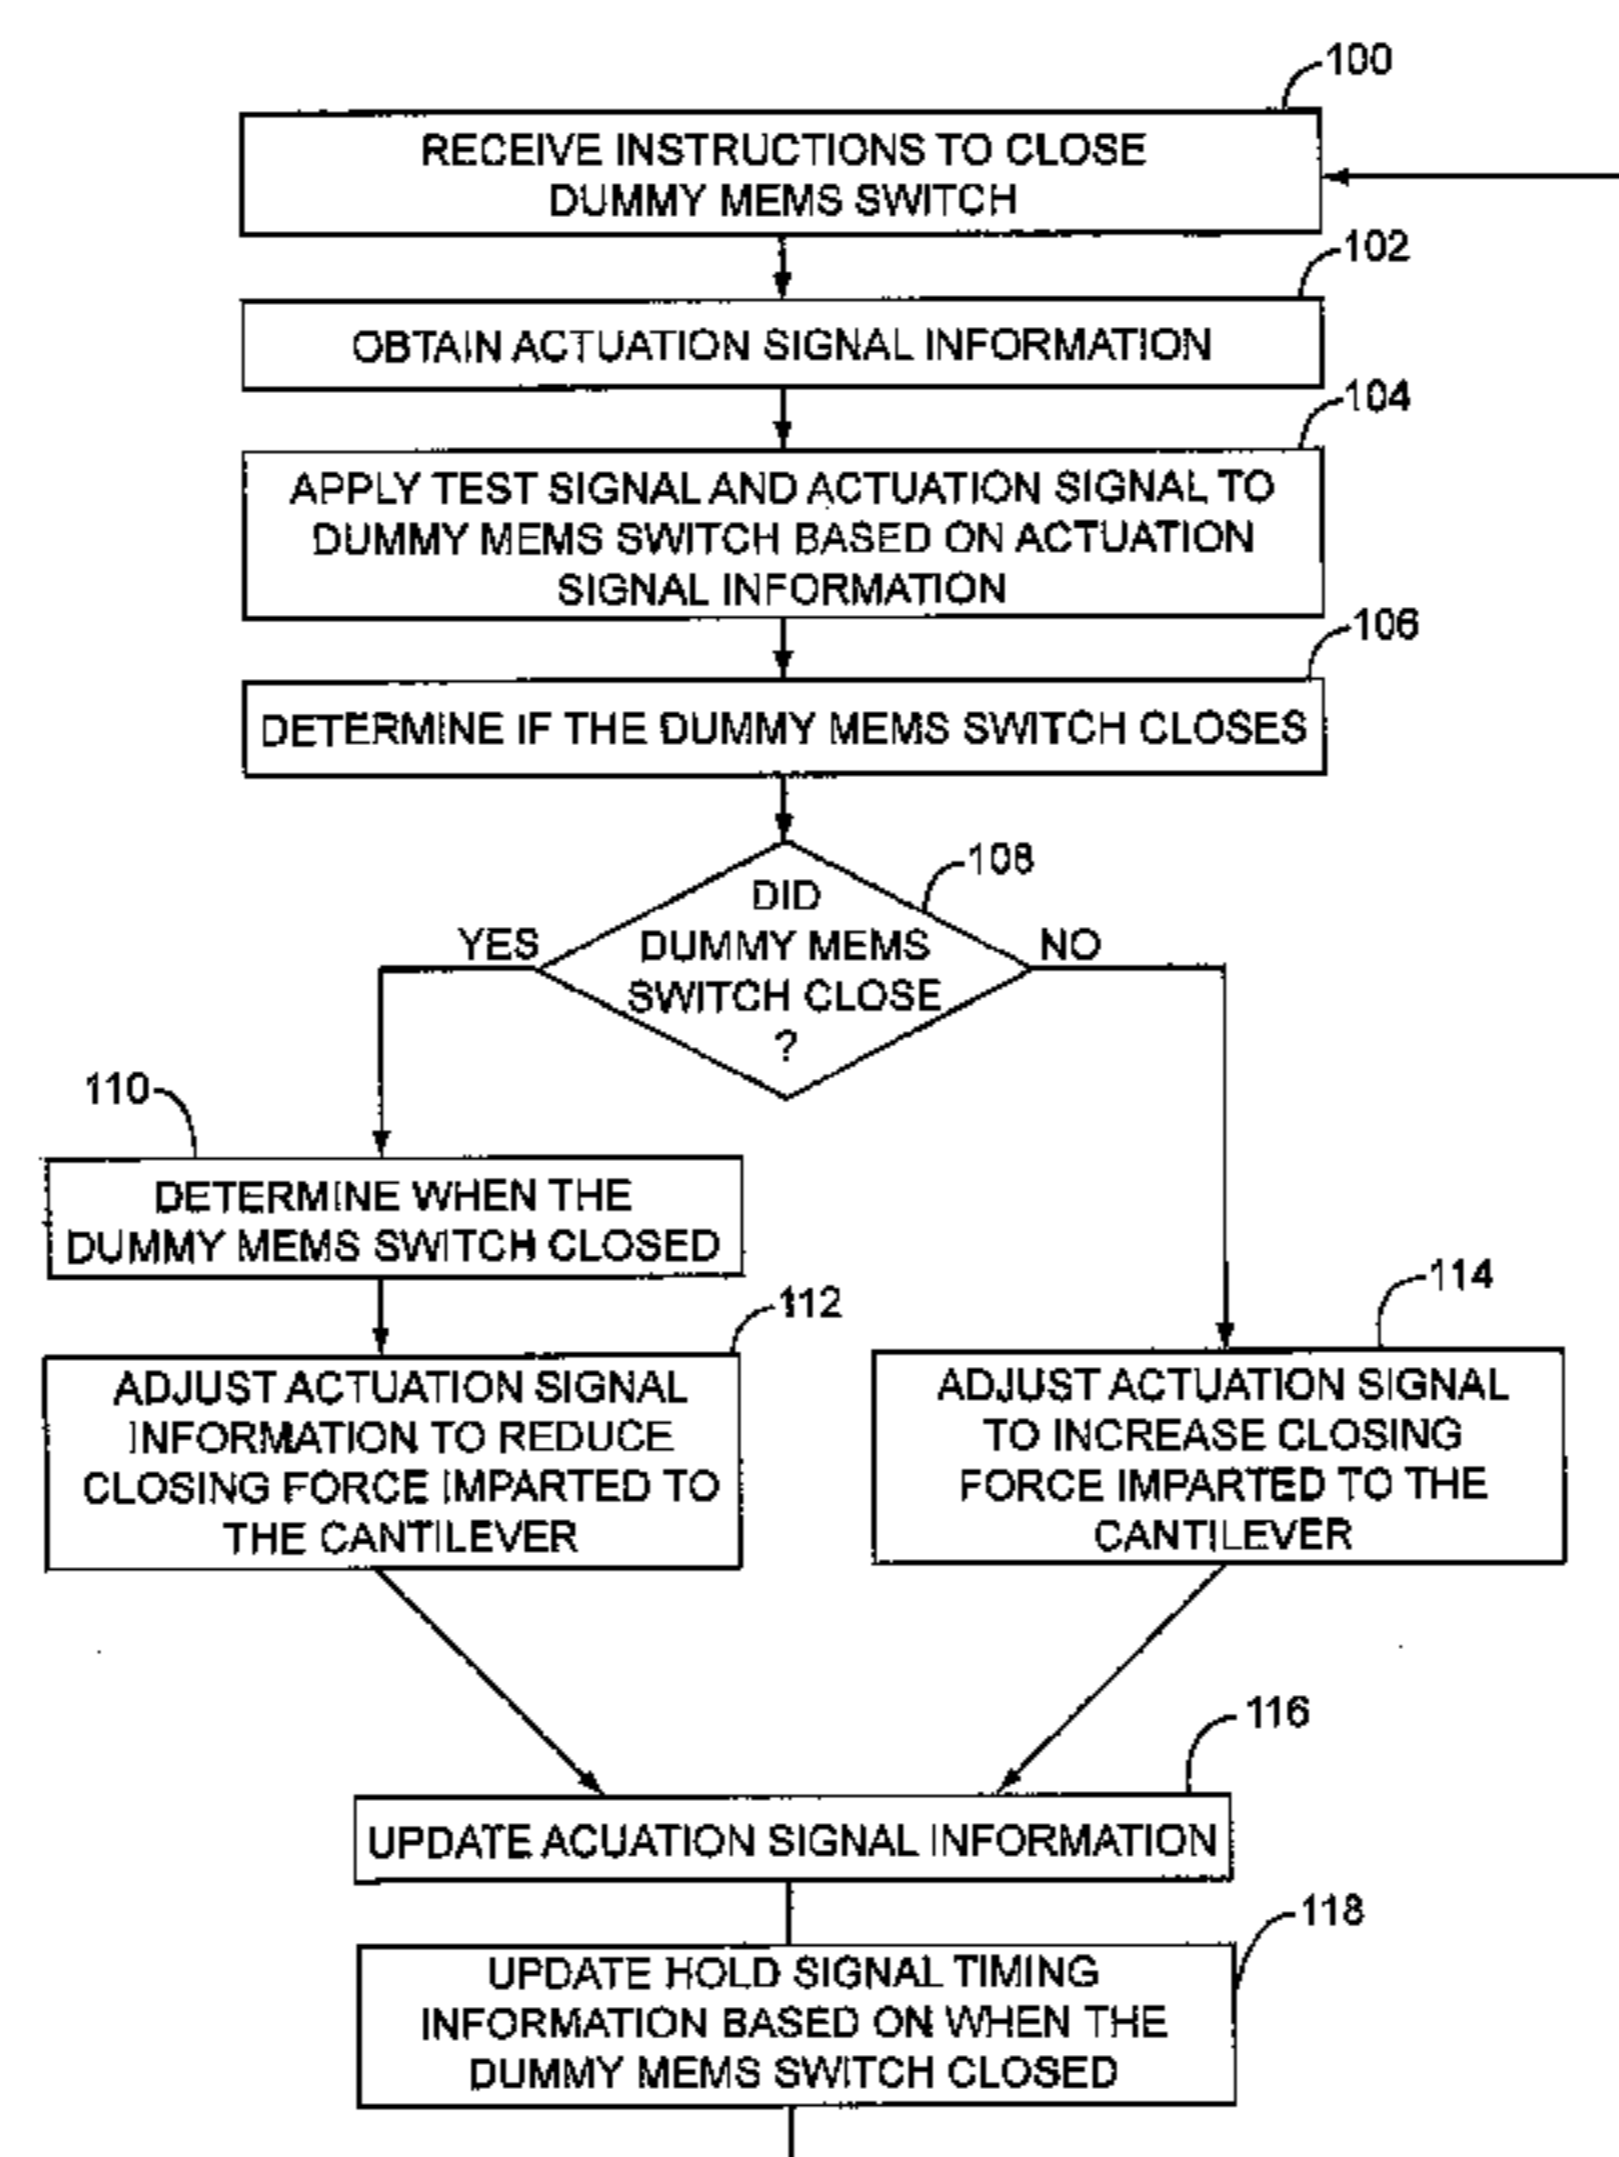 100
RECEIVE INSTRUCTIONS TO CLOSE
DUMMY MEMS SWITCH
102
OBTAIN ACTUATION SIGNAL INFORMATION
104
APPLY TEST SIGNAL AND ACTUATION SIGNAL TO
DUMMY MEMS SWITCH BASED ON ACTUATION
SIGNAL INFORMATION
106
DETERMINE IF THE DUMMY MEMS SWITCH CLOSES
108
DID
DUMMY MEMS
SWITCH CLOSE
?
YES
NO
110
DETERMINE WHEN THE
DUMMY MEMS SWITCH CLOSED
112
ADJUST ACTUATION SIGNAL
INFORMATION TO REDUCE
CLOSING FORCE IMPARTED TO
THE CANTILEVER
114
ADJUST ACTUATION SIGNAL
TO INCREASE CLOSING
FORCE IMPARTED TO THE
CANTILEVER
116
UPDATE ACUATION SIGNAL INFORMATION
118
UPDATE HOLD SIGNAL TIMING
INFORMATION BASED ON WHEN THE
DUMMY MEMS SWITCH CLOSED